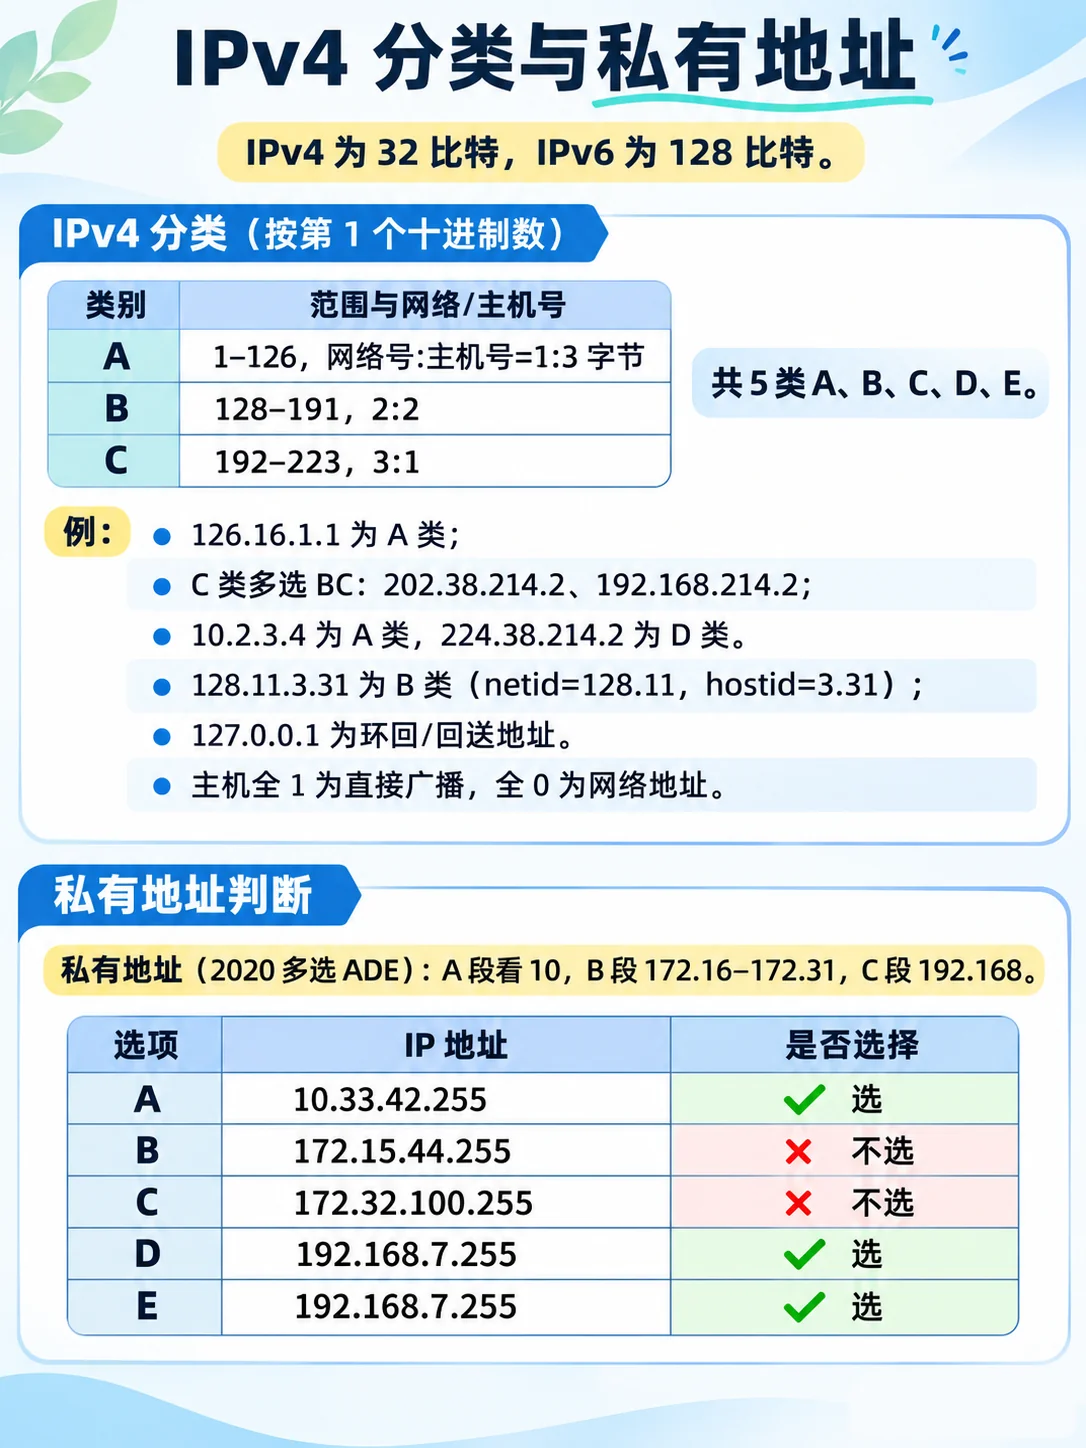 IPv4 分类与私有地址
IPv4 为 32 比特，IPv6 为 128 比特。
IPv4 分类（按第 1 个十进制数）
类别 范围与网络/主机号
A 1–126，网络号:主机号=1:3 字节
B 128–191，2:2
C 192–223，3:1
共 5 类 A、B、C、D、E。
例：
126.16.1.1 为 A 类；
C 类多选 BC：202.38.214.2、192.168.214.2；
10.2.3.4 为 A 类，224.38.214.2 为 D 类。
128.11.3.31 为 B 类（netid=128.11，hostid=3.31）；
127.0.0.1 为环回/回送地址。
主机全 1 为直接广播，全 0 为网络地址。
私有地址判断
私有地址（2020 多选 ADE）：A 段看 10，B 段 172.16–172.31，C 段 192.168。
选项 IP 地址 是否选择
A 10.33.42.255 选
B 172.15.44.255 不选
C 172.32.100.255 不选
D 192.168.7.255 选
E 192.168.7.255 选